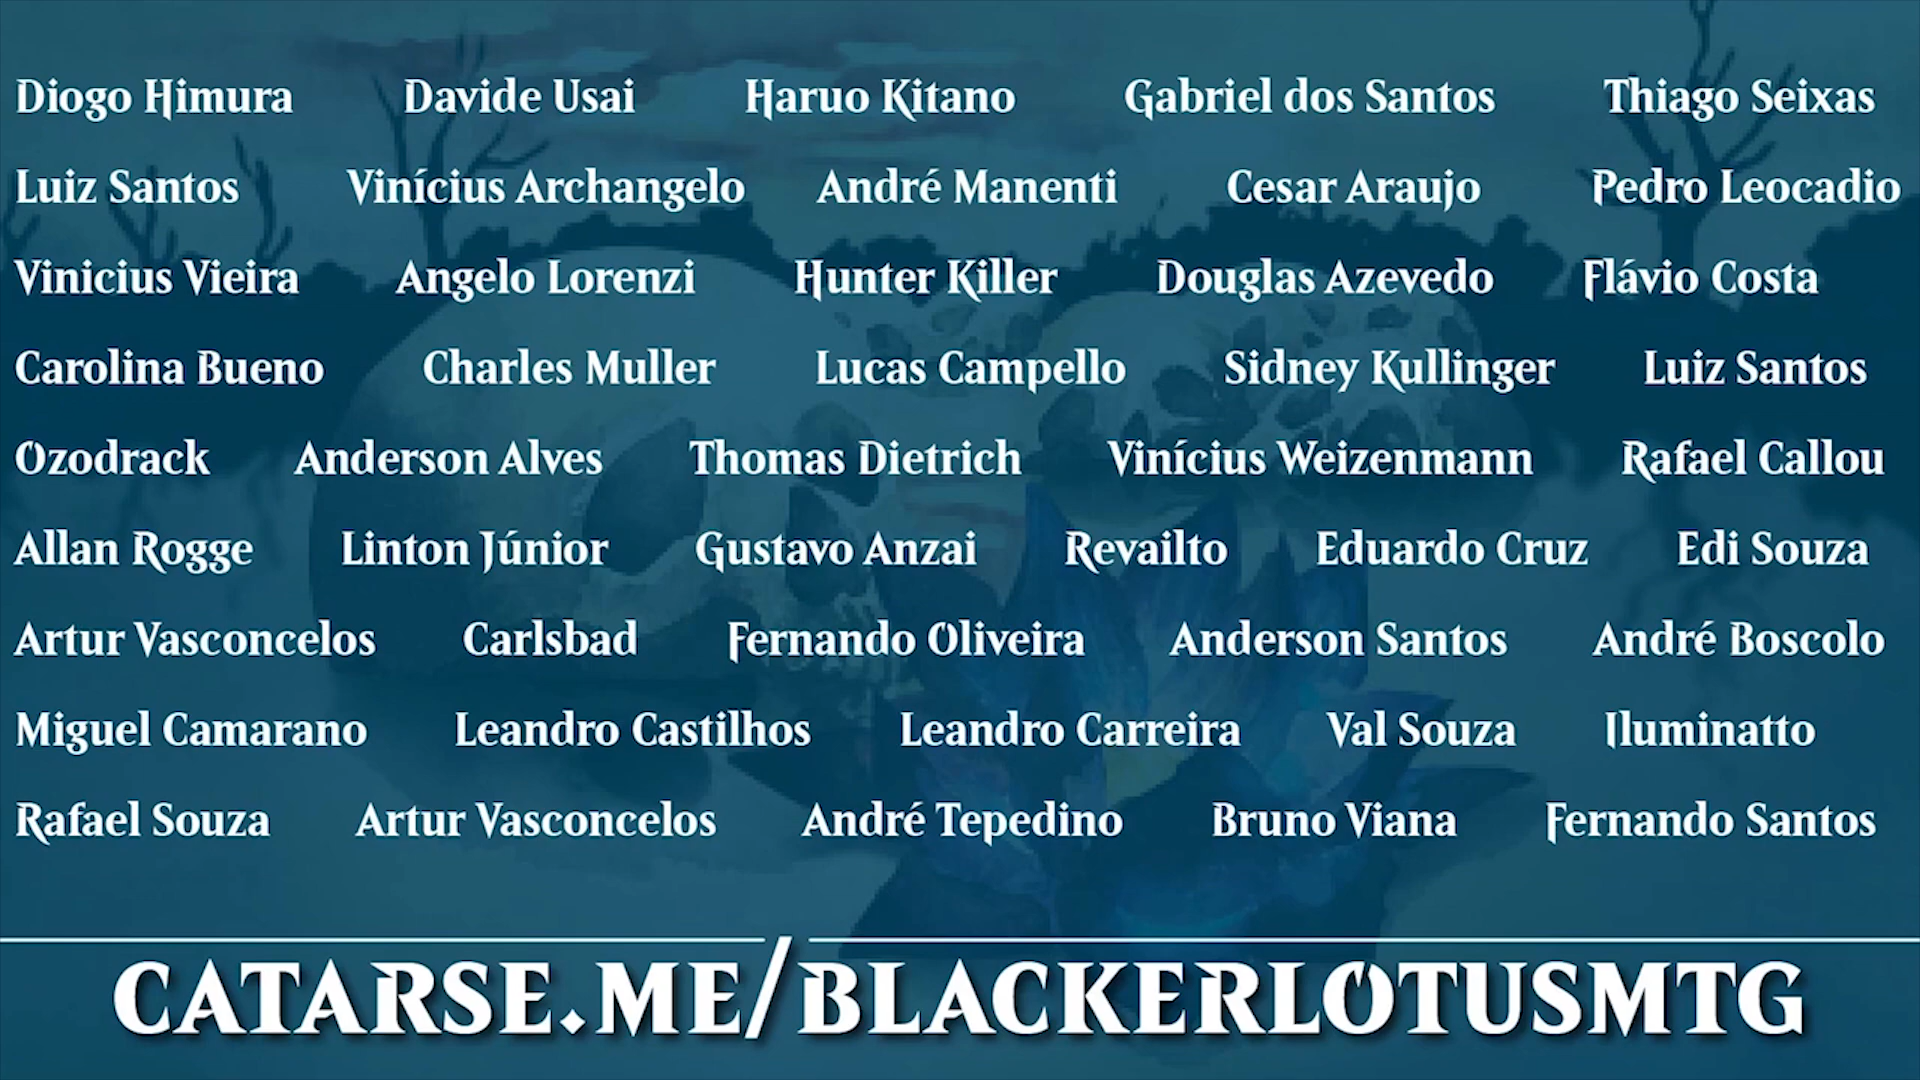 Diogo Himura Davide Usai Haruo Kitano Gabriel dos Santos Thiago Seixas
Luiz Santos Vinícius Archangelo André Manenti Cesar Araujo Pedro Leocadio
Vinicius Vieira Angelo Lorenzi Hunter Killer Douglas Azevedo Flávio Costa
Carolina Bueno Charles Muller Lucas Campello Sidney Kullinger Luiz Santos
Ozodrack Anderson Alves Thomas Dietrich Vinícius Weizenmann Rafael Callou
Allan Rogge Linton Júnior Gustavo Anzai Revailto Eduardo Cruz Edi Souza
Artur Vasconcelos Carlsbad Fernando Oliveira Anderson Santos André Boscolo
Miguel Camarano Leandro Castilhos Leandro Carreira Val Souza Iluminatto
Rafael Souza Artur Vasconcelos André Tepedino Bruno Viana Fernando Santos
CATARSE.ME/BLACKERLOTUSMTG